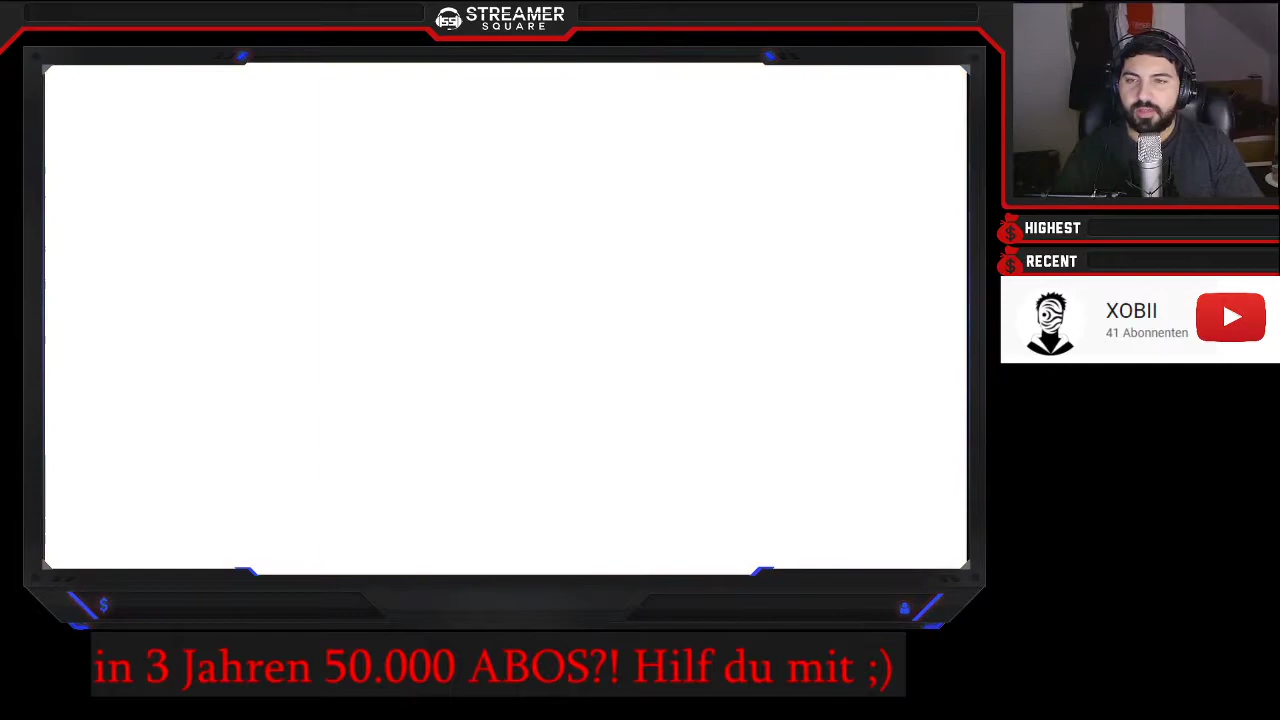 STREAMER
SQUARE
HIGHEST
RECENT
XOBII
41 Abonnenten
in 3 Jahren 50.000 ABOS?! Hilf du mit ;)